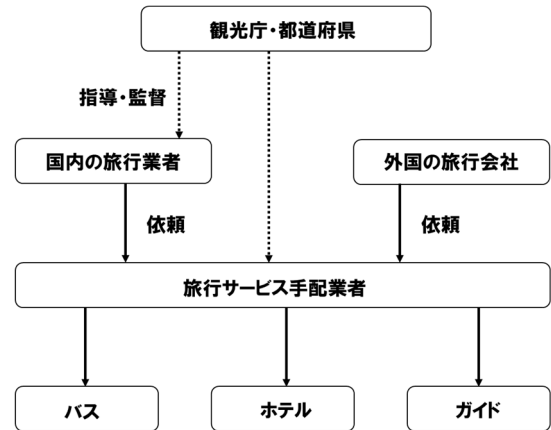 観光庁・都道府県
指導・監督
国内の旅行業者
外国の旅行会社
依頼
依頼
旅行サービス手配業者
バス
ホテル
ガイド